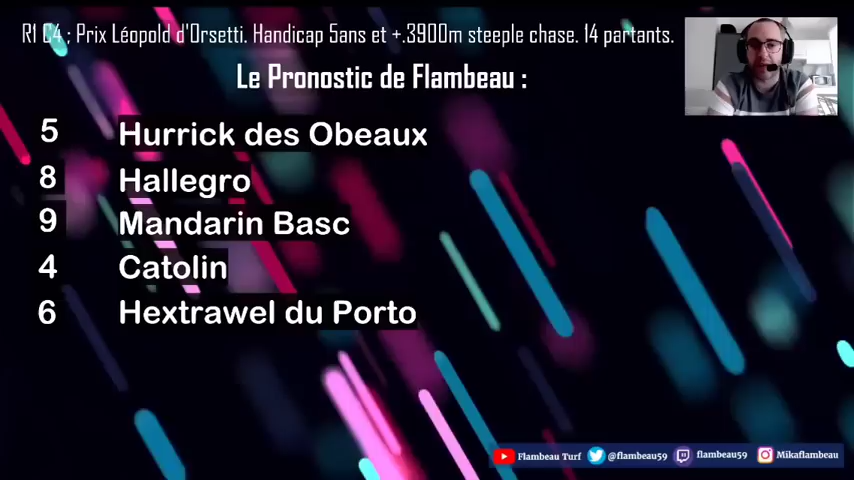 R1 C4 ; Prix Léopold d'Orsetti. Handicap 5ans et +.3900m steeple chase. 14 partants.
Le Pronostic de Flambeau :
5 Hurrick des Obeaux
8 Hallegro
9 Mandarin Basc
4 Catolin
6 Hextrawel du Porto
Flambeau Turf @flambeau59 flambeau59 Mikaflambeau